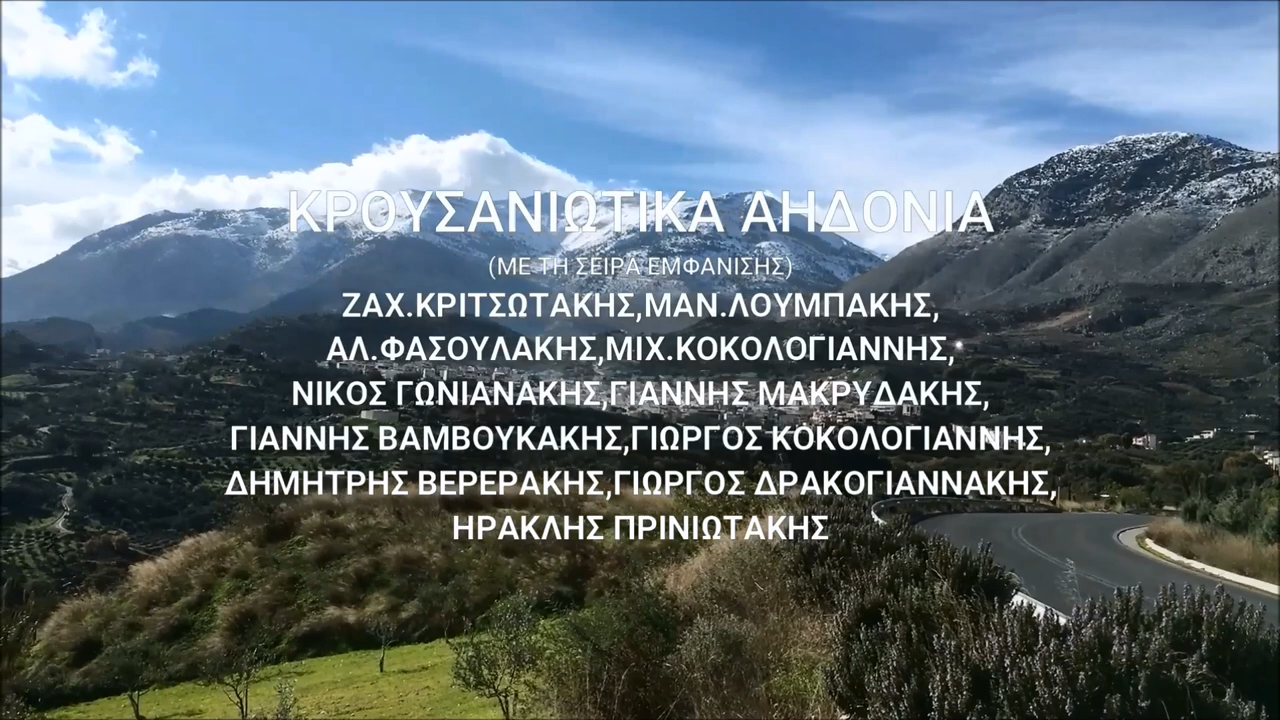 ΚΡΟΥΣΑΝΙΩΤΙΚΑ ΑΗΔΟΝΙΑ
(ΜΕ ΤΗ ΣΕΙΡΑ ΕΜΦΑΝΙΣΗΣ)
ΖΑΧ.ΚΡΙΤΣΩΤΑΚΗΣ,ΜΑΝ.ΛΟΥΜΠΑΚΗΣ,
ΑΛ.ΦΑΣΟΥΛΑΚΗΣ,ΜΙΧ.ΚΟΚΟΛΟΓΙΑΝΝΗΣ,
ΝΙΚΟΣ ΓΩΝΙΑΝΑΚΗΣ,ΓΙΑΝΝΗΣ ΜΑΚΡΥΔΑΚΗΣ,
ΓΙΑΝΝΗΣ ΒΑΜΒΟΥΚΑΚΗΣ,ΓΙΩΡΓΟΣ ΚΟΚΟΛΟΓΙΑΝΝΗΣ,
ΔΗΜΗΤΡΗΣ ΒΕΡΕΡΑΚΗΣ,ΓΙΩΡΓΟΣ ΔΡΑΚΟΓΙΑΝΝΑΚΗΣ,
ΗΡΑΚΛΗΣ ΠΡΙΝΙΩΤΑΚΗΣ